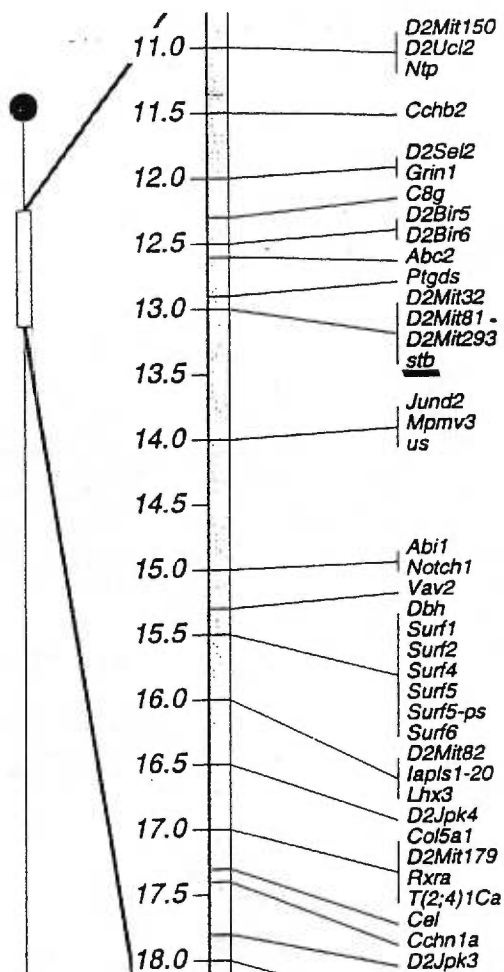 D2Mit150
11.0 D2Ucl2
Ntp
11.5 Cchb2
D2Sel2
12.0 Grin1
C8g
D2Bir5
12.5 D2Bir6
Abc2
Ptgds
D2Mit32
13.0 D2Mit81 -
D2Mit293
stb
13.5
Jund2
Mpmv3
14.0 us
14.5
Abi1
15.0 Notch1
Vav2
Dbh
Surf1
15.5 Surf2
Surf4
Surf5
Surf5-ps
16.0 Surf6
D2Mit82
Iapls1-20
16.5 Lhx3
D2Jpk4
17.0 Col5a1
D2Mit179
Rxra
17.5 T(2;4)1Ca
Cel
Cchn1a
18.0 D2Jpk3